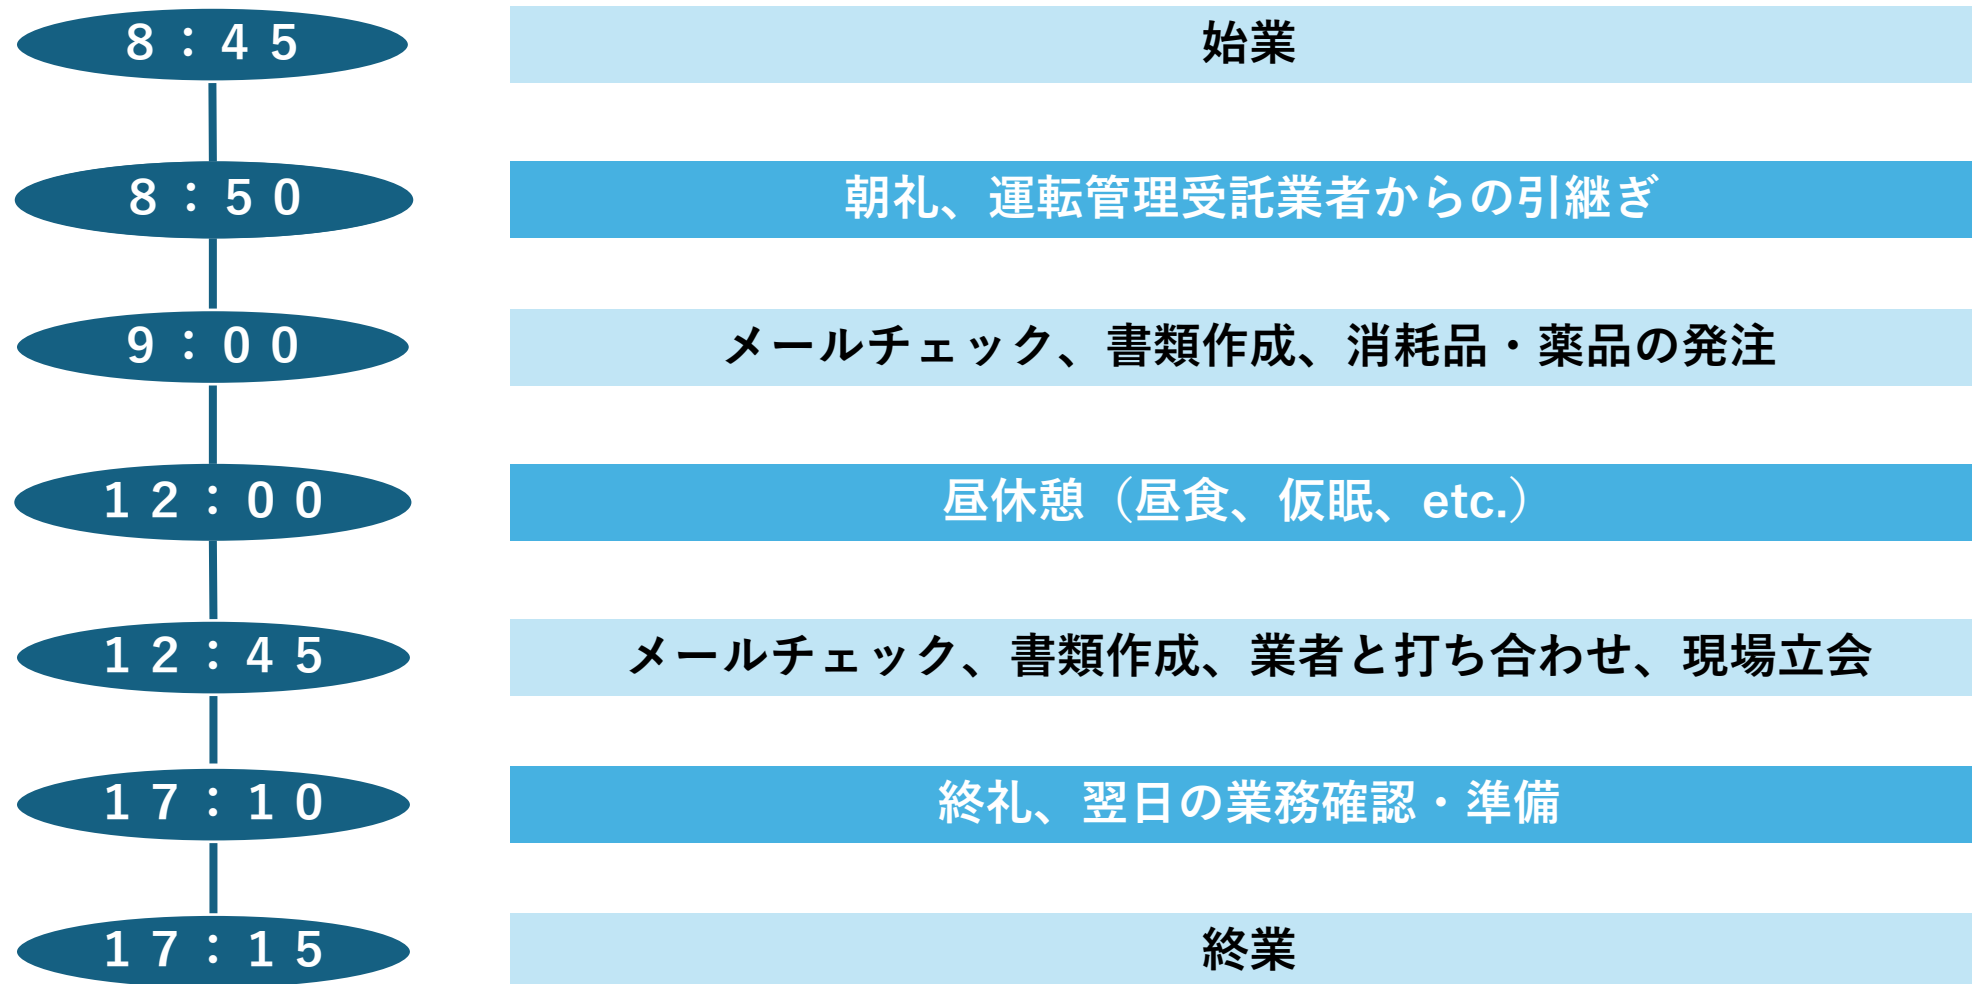 ８：４５
始業
８：５０
朝礼、運転管理受託業者からの引継ぎ
９：００
メールチェック、書類作成、消耗品・薬品の発注
１２：００
昼休憩（昼食、仮眠、etc.）
１２：４５
メールチェック、書類作成、業者と打ち合わせ、現場立会
１７：１０
終礼、翌日の業務確認・準備
１７：１５
終業